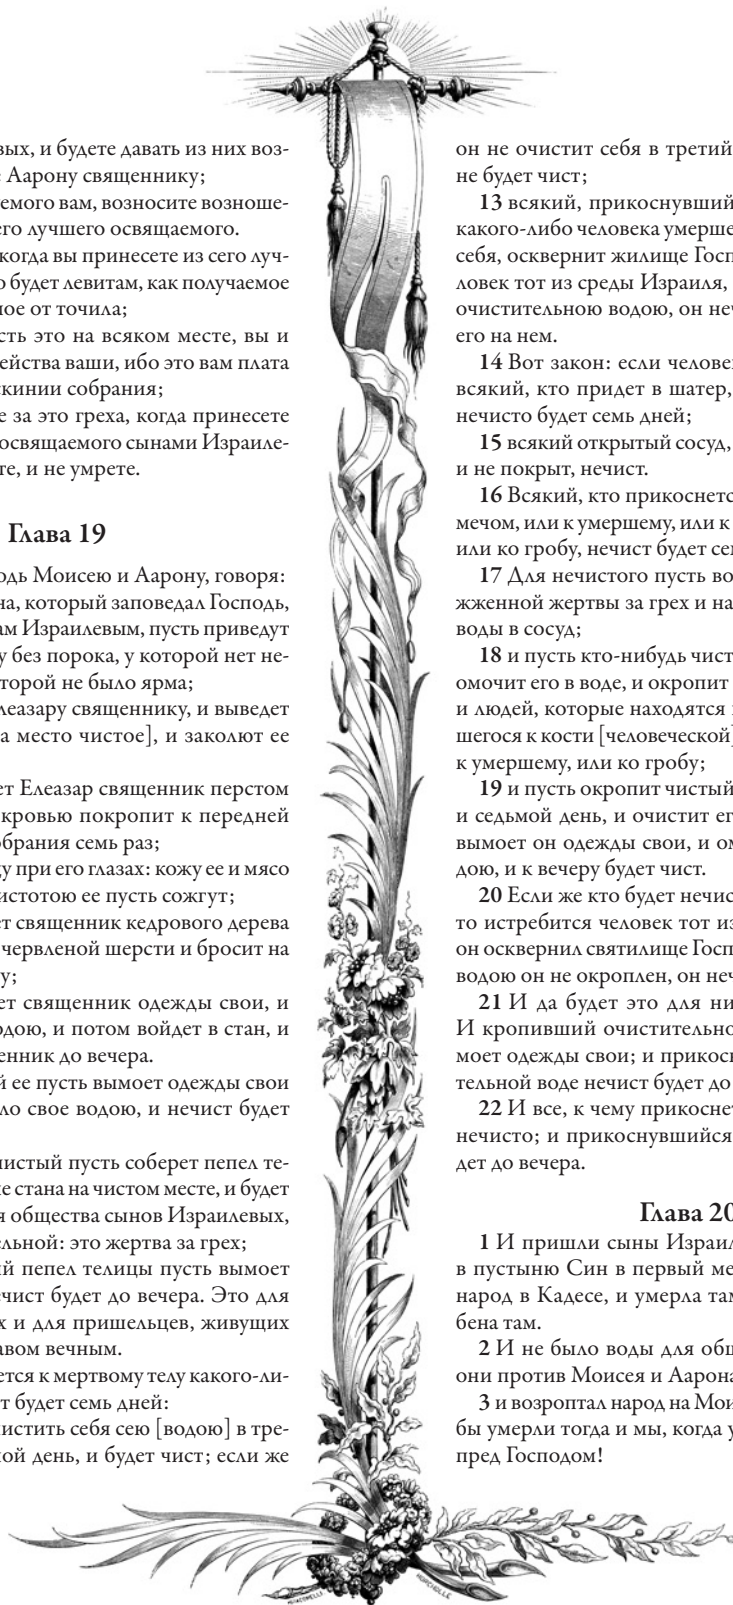 вых, и будете давать из них воз-
е Аарону священнику;
емого вам, возносите возноше-
его лучшего освящаемого.
когда вы принесете из сего луч-
о будет левитам, как получаемое
ное от точила;
сть это на всяком месте, вы и
ейства ваши, ибо это вам плата
скинии собрания;
е за это греха, когда принесете
освящаемого сынами Израиле-
те, и не умрете.
Глава 19
одь Моисею и Аарону, говоря:
на, который заповедал Господь,
ам Израилевым, пусть приведут
у без порока, у которой нет не-
торой не было ярма;
леазару священнику, и выведет
а место чистое], и заколют ее
ет Елеазар священник перстом
кровью покропит к передней
обрания семь раз;
у при его глазах: кожу ее и мясо
истотою ее пусть сожгут;
ет священник кедрового дерева
червленой шерсти и бросит на
у;
ет священник одежды свои, и
одою, и потом войдет в стан, и
енник до вечера.
й ее пусть вымоет одежды свои
ло свое водою, и нечист будет
истый пусть соберет пепел те-
не стана на чистом месте, и будет
я общества сынов Израилевых,
ельной: это жертва за грех;
ий пепел телицы пусть вымоет
ечист будет до вечера. Это для
х и для пришельцев, живущих
авом вечным.
ется к мертвому телу какого-ли-
т будет семь дней:
истить себя сею [водою] в тре-
ой день, и будет чист; если же
он не очистит себя в третий
не будет чист;
13 всякий, прикоснувший
какого-либо человека умерше
себя, осквернит жилище Госп
ловек тот из среды Израиля,
очистительною водою, он неч
его на нем.
14 Вот закон: если человек
всякий, кто придет в шатер,
нечисто будет семь дней;
15 всякий открытый сосуд,
и не покрыт, нечист.
16 Всякий, кто прикоснетс
мечом, или к умершему, или к
или ко гробу, нечист будет сем
17 Для нечистого пусть во
жженной жертвы за грех и на
воды в сосуд;
18 и пусть кто-нибудь чист
омочит его в воде, и окропит
и людей, которые находятся
шегося к кости [человеческой]
к умершему, или ко гробу;
19 и пусть окропит чистый
и седьмой день, и очистит ег
вымоет он одежды свои, и ом
дою, и к вечеру будет чист.
20 Если же кто будет нечис
то истребится человек тот из
он осквернил святилище Госп
водою он не окроплен, он неч
21 И да будет это для ни
И кропивший очистительно
моет одежды свои; и прикосн
тельной воде нечист будет до
22 И все, к чему прикоснет
нечисто; и прикоснувшийся
дет до вечера.
Глава 20
1 И пришли сыны Израил
в пустыню Син в первый ме
народ в Кадесе, и умерла там
бена там.
2 И не было воды для общ
они против Моисея и Аарона
3 и возроптал народ на Мои
бы умерли тогда и мы, когда у
пред Господом!